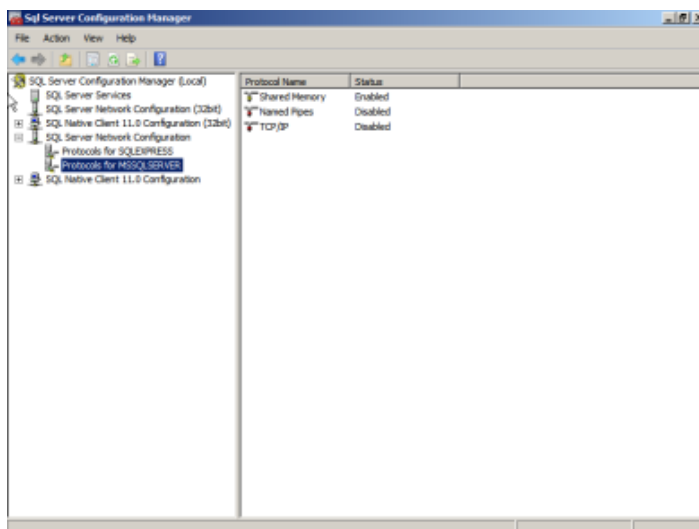 Sql Server Configuration Manager
File Action View Help
SQL Server Configuration Manager (Local)
SQL Server Services
SQL Server Network Configuration (32bit)
SQL Native Client 11.0 Configuration (32bit)
SQL Server Network Configuration
Protocols for SQLEXPRESS
Protocols for MSSQLSERVER
SQL Native Client 11.0 Configuration
Protocol Name Status
Shared Memory Enabled
Named Pipes Disabled
TCP/IP Disabled